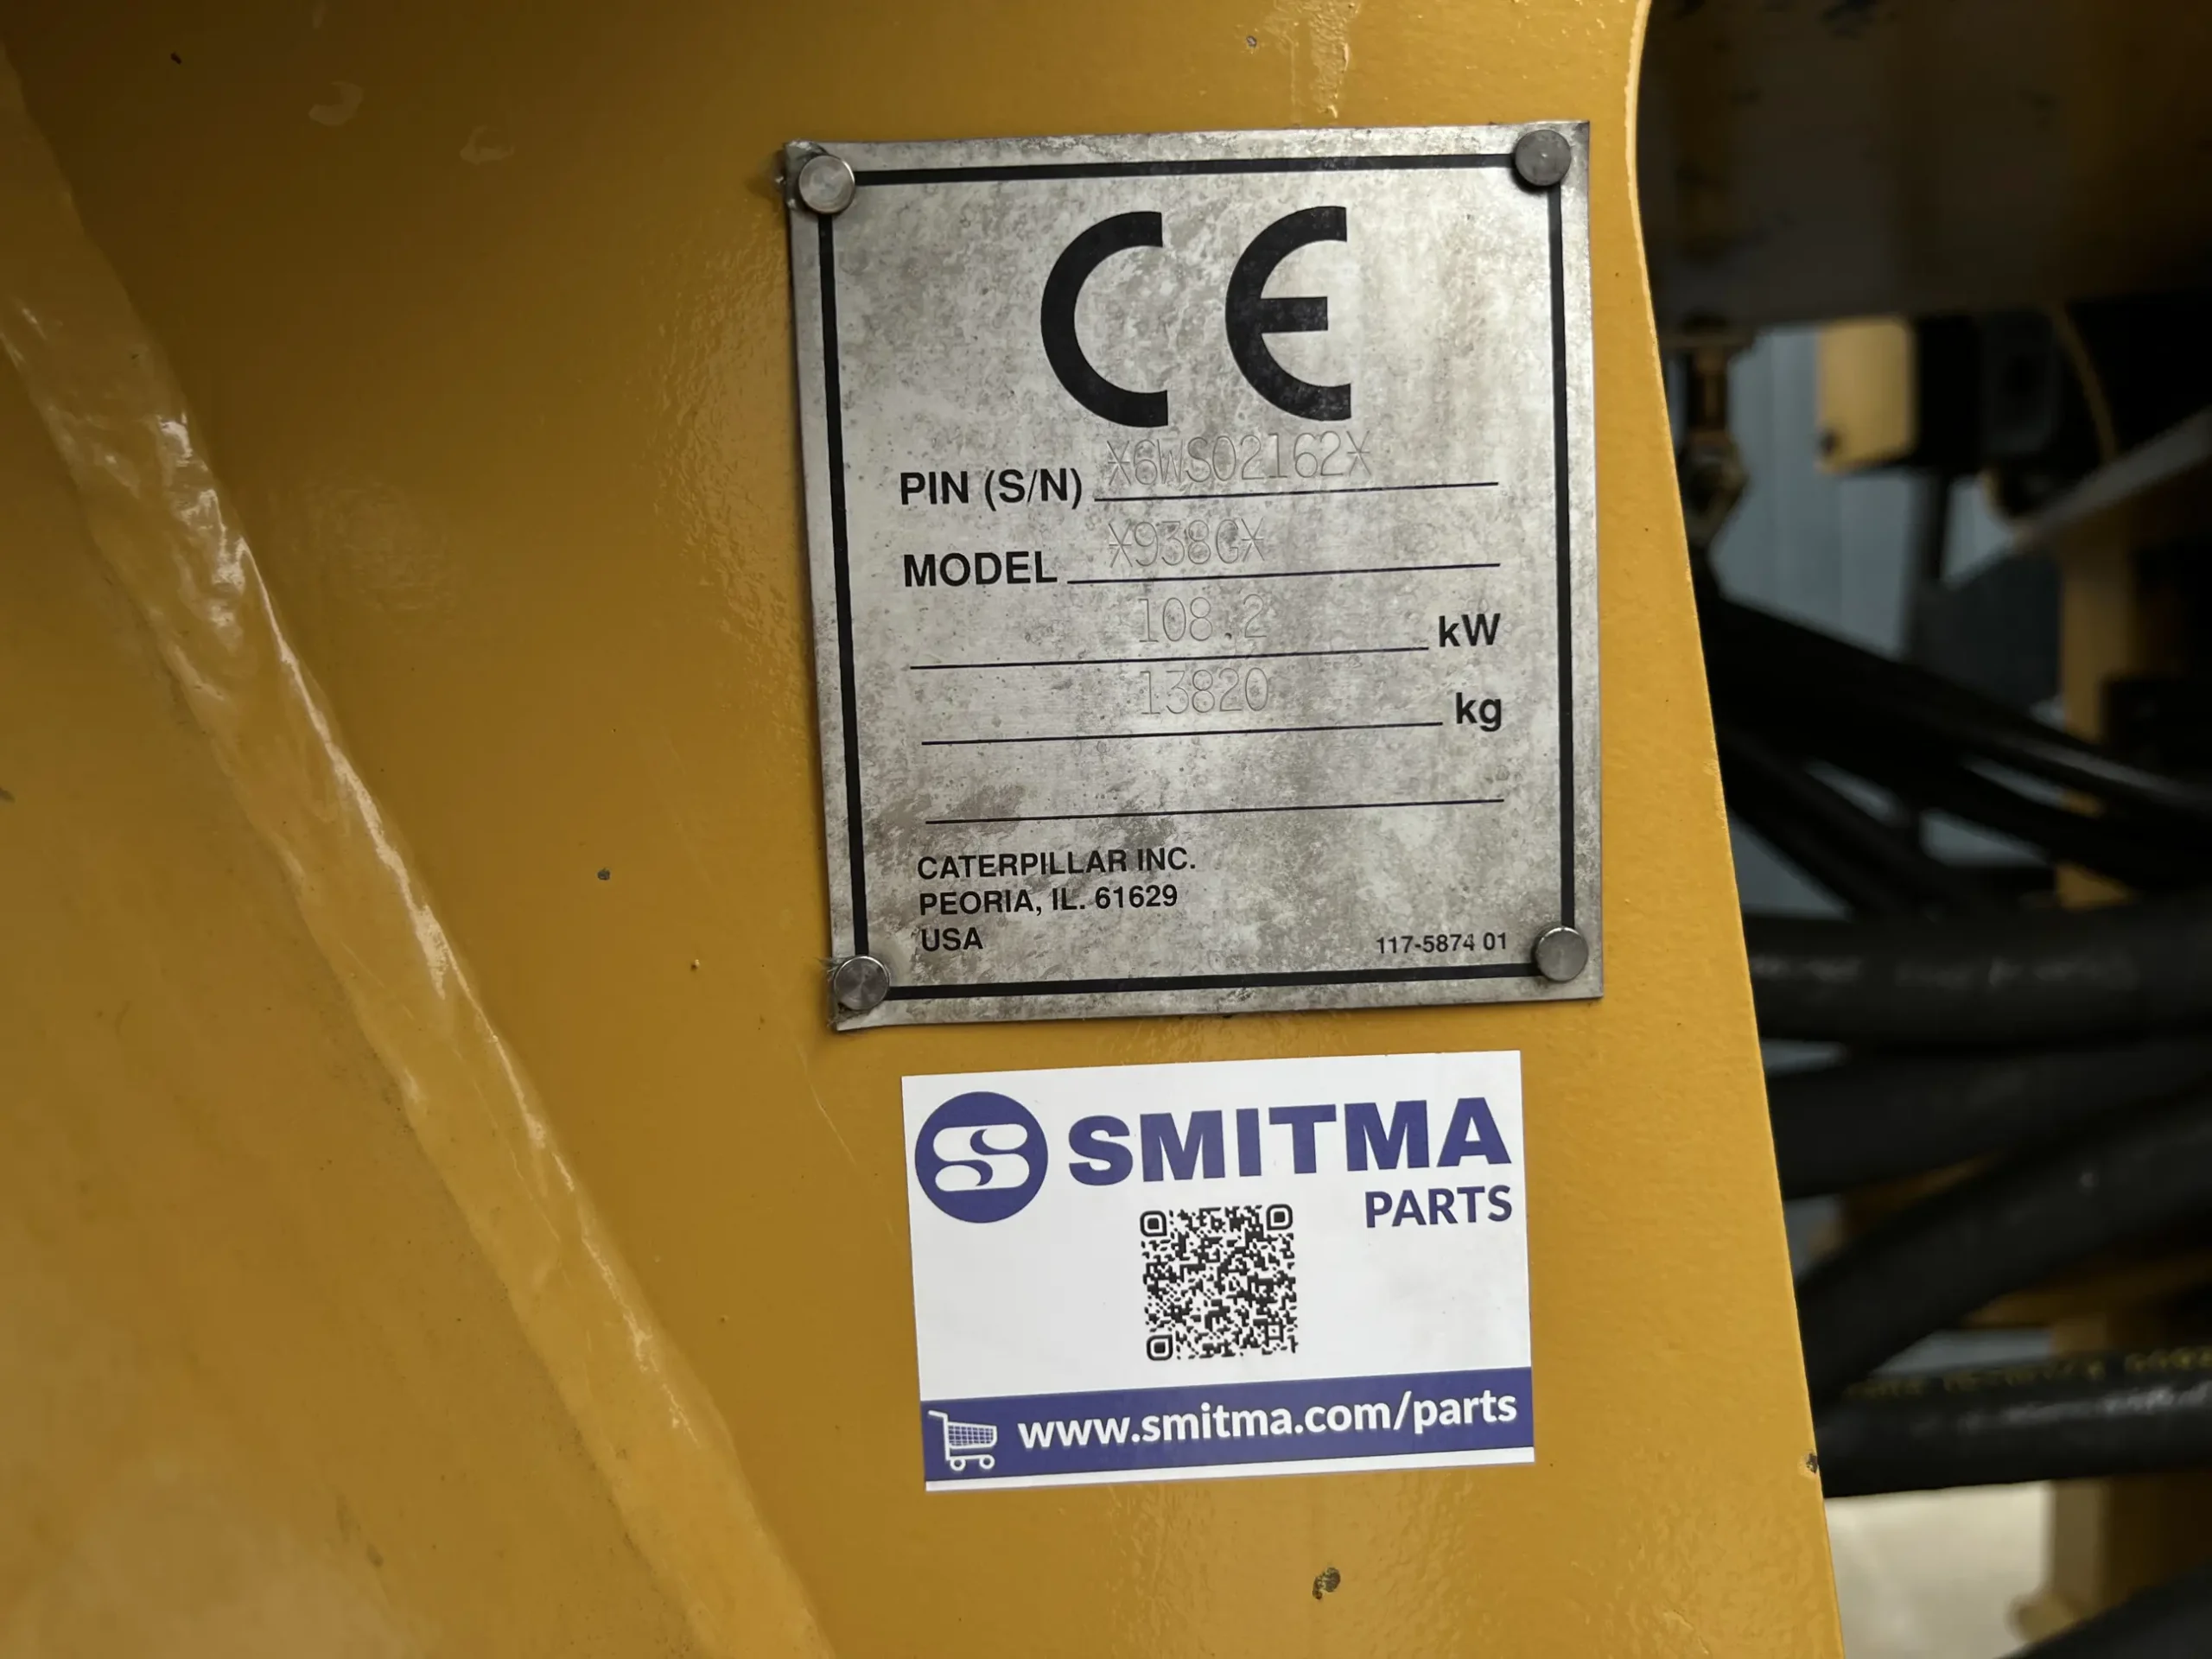 CE
PIN (S/N) *6WS02162*
MODEL *938G*
108.2 kW
13820 kg
CATERPILLAR INC.
PEORIA, IL. 61629
USA
117-5874 01
SMITMA
PARTS
www.smitma.com/parts